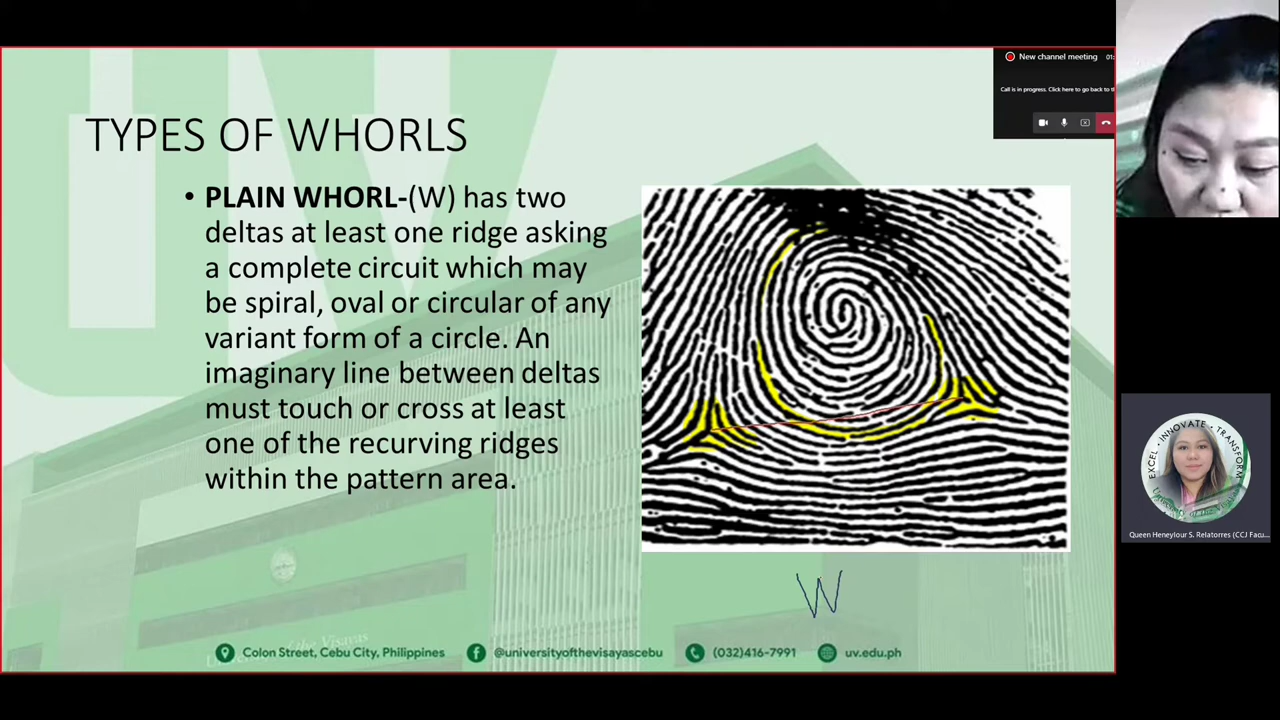 New channel meeting 01:
Call is in progress. Click here to go back to th
TYPES OF WHORLS
• PLAIN WHORL-(W) has two
deltas at least one ridge asking
a complete circuit which may
be spiral, oval or circular of any
variant form of a circle. An
imaginary line between deltas
must touch or cross at least
one of the recurving ridges
within the pattern area.
W
EXCEL - INNOVATE - TRANSFORM
Queen Heneylour S. Relatorres (CCJ Facu...
Colon Street, Cebu City, Philippines @universityofthevisayascebu (032)416-7991 uv.edu.ph